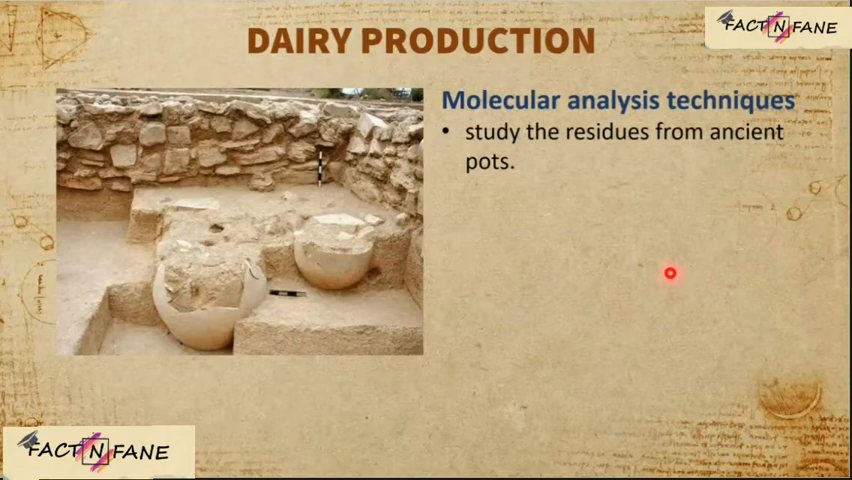 FACT N FANE
DAIRY PRODUCTION
Molecular analysis techniques
• study the residues from ancient
pots.
FACT N FANE